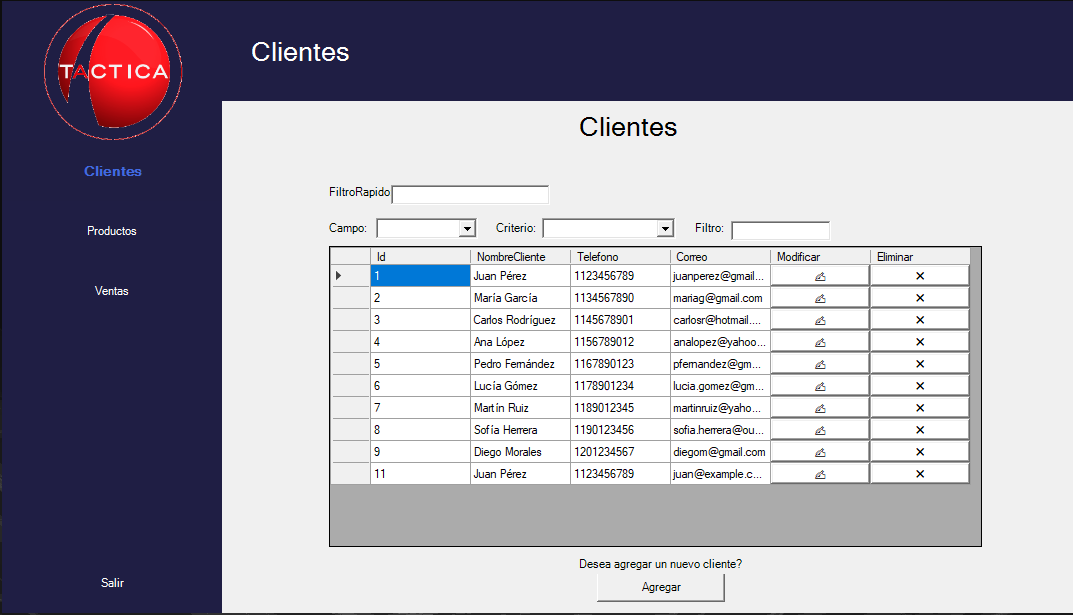 TACTICA
Clientes
Clientes
Productos
Ventas
Salir
Clientes
FiltroRapido
Campo: Criterio: Filtro:
Id NombreCliente Telefono Correo Modificar Eliminar
1 Juan Pérez 1123456789 juanperez@gmail... ✍ ✕
2 María García 1134567890 mariag@gmail.com ✍ ✕
3 Carlos Rodríguez 1145678901 carlosr@hotmail.... ✍ ✕
4 Ana López 1156789012 analopez@yahoo... ✍ ✕
5 Pedro Fernández 1167890123 pfernandez@gm... ✍ ✕
6 Lucía Gómez 1178901234 lucia.gomez@gm... ✍ ✕
7 Martín Ruiz 1189012345 martinruiz@yaho... ✍ ✕
8 Sofía Herrera 1190123456 sofia.herrera@ou... ✍ ✕
9 Diego Morales 1201234567 diegom@gmail.com ✍ ✕
11 Juan Pérez 1123456789 juan@example.c... ✍ ✕
Desea agregar un nuevo cliente?
Agregar